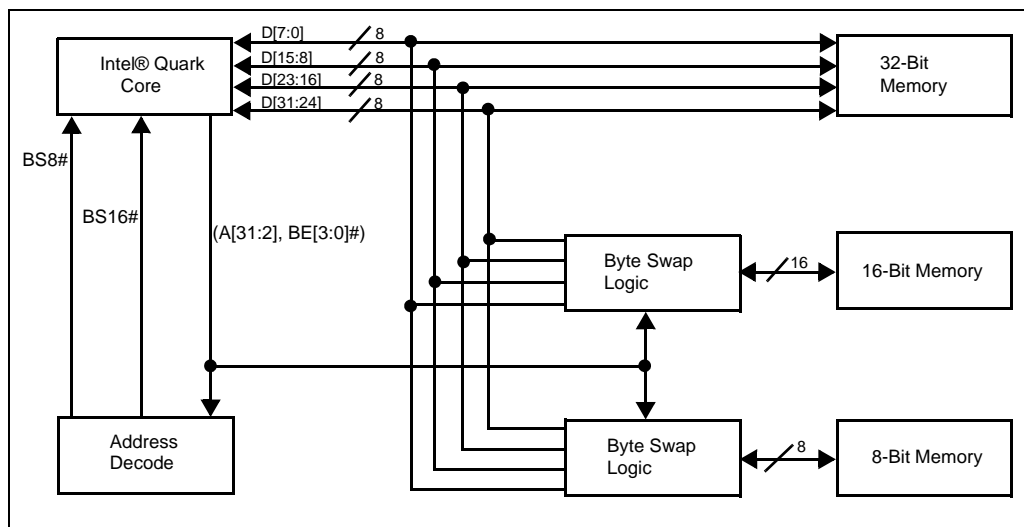 D[7:0]
8
Intel® Quark
Core
D[15:8]
8
D[23:16]
8
D[31:24]
8
32-Bit
Memory
BS8#
BS16#
(A[31:2], BE[3:0]#)
Byte Swap
Logic
16
16-Bit Memory
Address
Decode
Byte Swap
Logic
8
8-Bit Memory